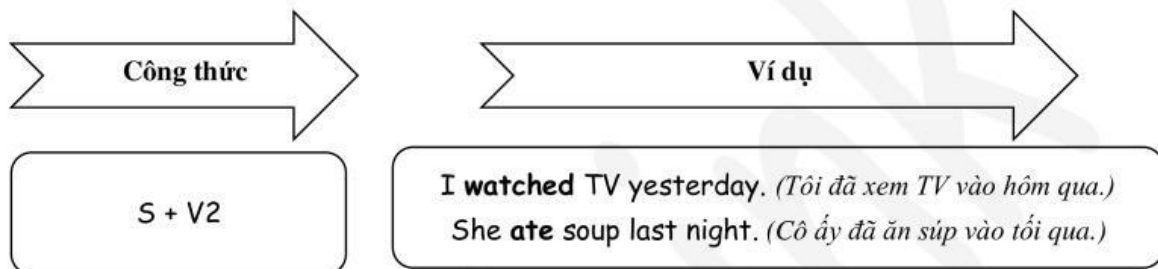 Công thức
Ví dụ
S + V2
I watched TV yesterday. (Tôi đã xem TV vào hôm qua.)
She ate soup last night. (Cô ấy đã ăn súp vào tối qua.)